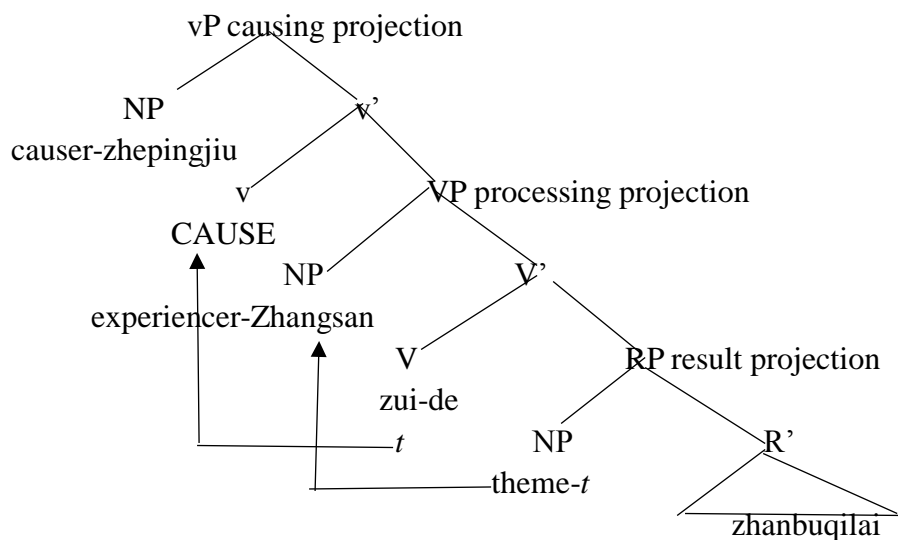 vP causing projection
NP v’
causer-zhepingjiu
v VP processing projection
CAUSE
NP V’
experiencer-Zhangsan
V RP result projection
zui-de
t NP R’
theme-t
zhanbuqilai